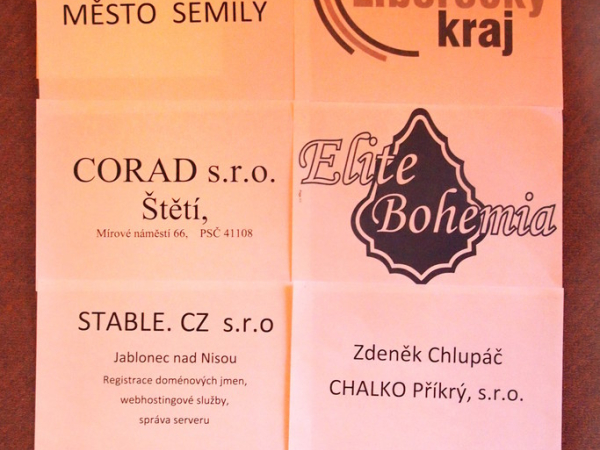 MĚSTO SEMILY
Liberecký
kraj
CORAD s.r.o.
Štětí,
Mírové náměstí 66, PSČ 41108
Elite
Bohemia
STABLE. CZ s.r.o
Jablonec nad Nisou
Registrace doménových jmen,
webhostingové služby,
správa serveru
Zdeněk Chlupáč
CHALKO Příkrý, s.r.o.